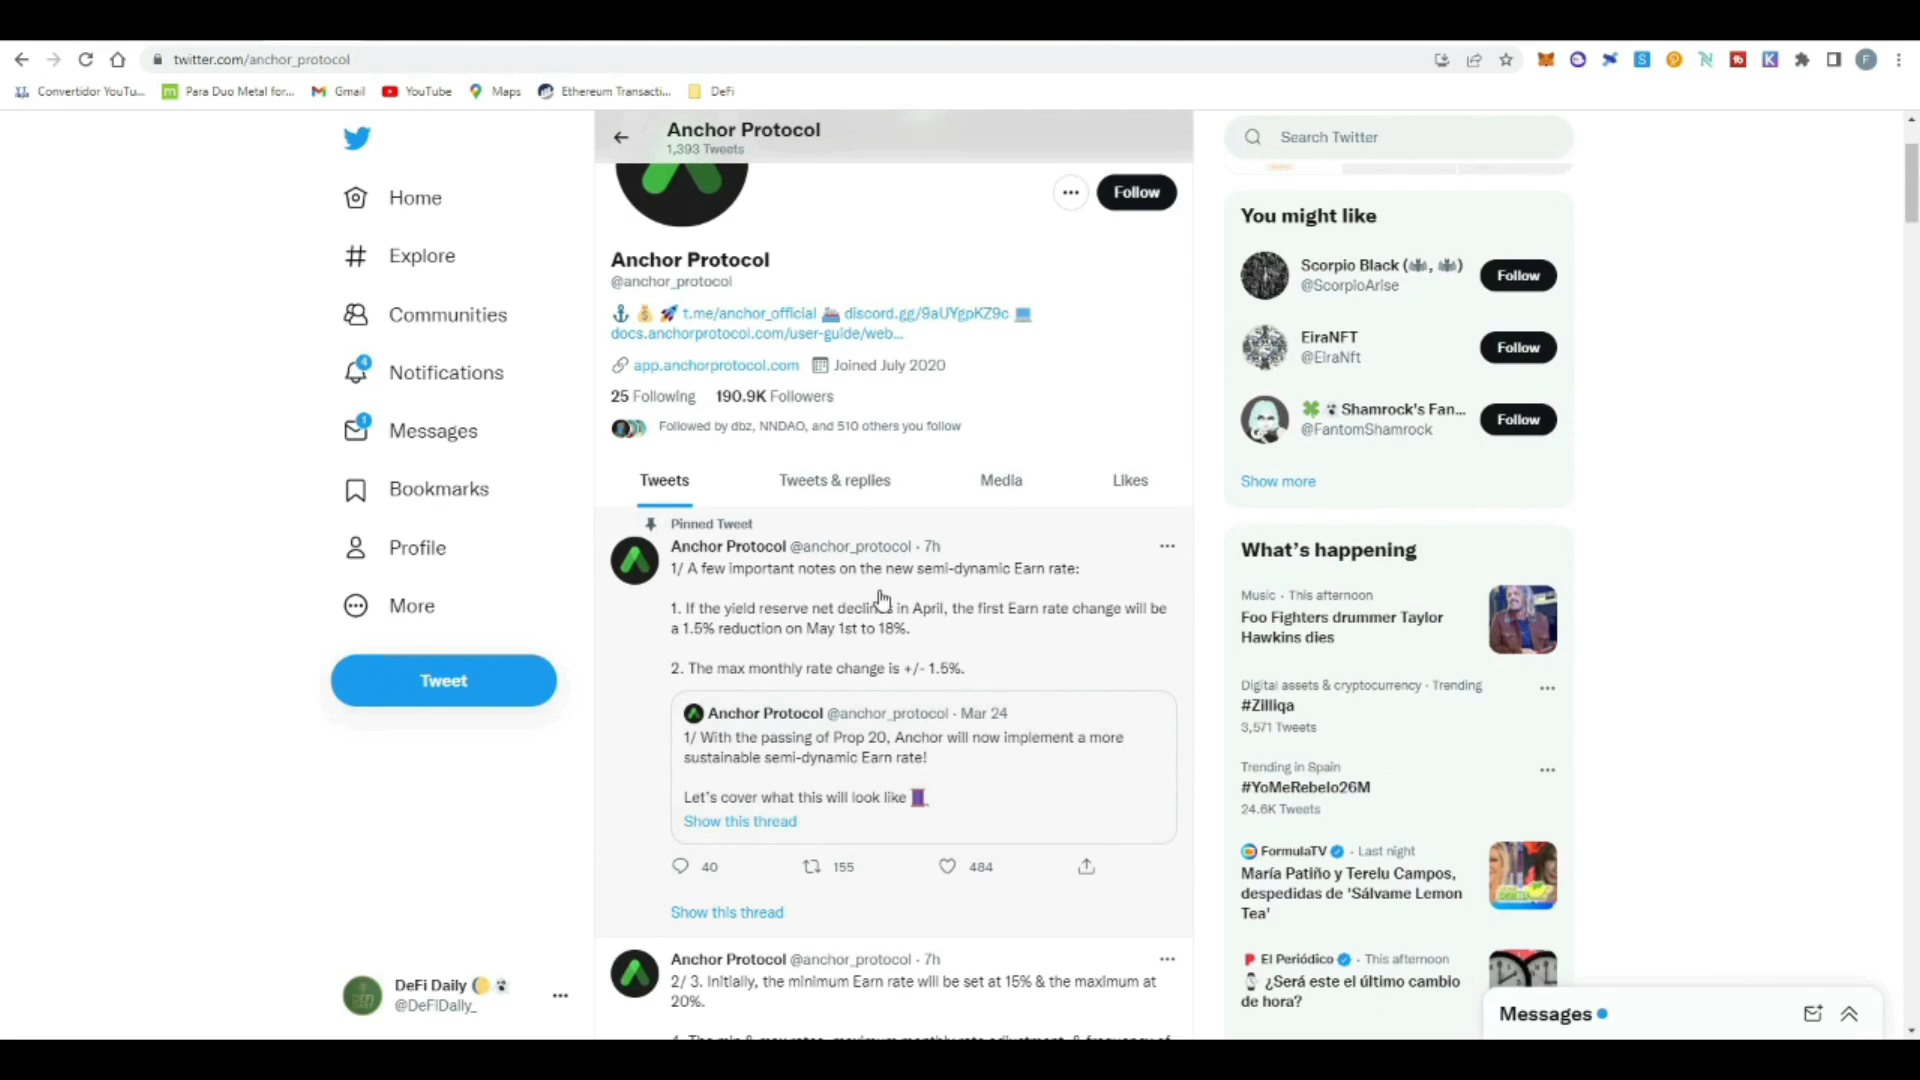 twitter.com/anchor_protocol
Convertidor YouTu...
Para Duo Metal for...
Gmail
YouTube
Maps
Ethereum Transacti...
DeFi
Home
Explore
Communities
4
Notifications
1
Messages
Bookmarks
Profile
More
Tweet
DeFi Daily
@DeFiDaily_
Anchor Protocol
1,393 Tweets
Follow
Anchor Protocol
@anchor_protocol
t.me/anchor_official discord.gg/9aUYgpKZ9c
docs.anchorprotocol.com/user-guide/web...
app.anchorprotocol.com Joined July 2020
25 Following 190.9K Followers
Followed by dbz, NNDAO, and 510 others you follow
Tweets Tweets & replies Media Likes
Pinned Tweet
Anchor Protocol @anchor_protocol · 7h
1/ A few important notes on the new semi-dynamic Earn rate:
1. If the yield reserve net declines in April, the first Earn rate change will be
a 1.5% reduction on May 1st to 18%.
2. The max monthly rate change is +/- 1.5%.
Anchor Protocol @anchor_protocol · Mar 24
1/ With the passing of Prop 20, Anchor will now implement a more
sustainable semi-dynamic Earn rate!
Let's cover what this will look like
Show this thread
40 155 484
Show this thread
Anchor Protocol @anchor_protocol · 7h
2/ 3. Initially, the minimum Earn rate will be set at 15% & the maximum at
20%.
Search Twitter
You might like
Scorpio Black
@ScorpioArise
Follow
EiraNFT
@EiraNft
Follow
Shamrock's Fan...
@FantomShamrock
Follow
Show more
What's happening
Music · This afternoon
Foo Fighters drummer Taylor
Hawkins dies
Digital assets & cryptocurrency · Trending
#Zilliqa
3,571 Tweets
Trending in Spain
#YoMeRebelo26M
24.6K Tweets
FormulaTV · Last night
María Patiño y Terelu Campos,
despedidas de 'Sálvame Lemon
Tea'
El Periódico · This afternoon
¿Será este el último cambio
de hora?
Messages